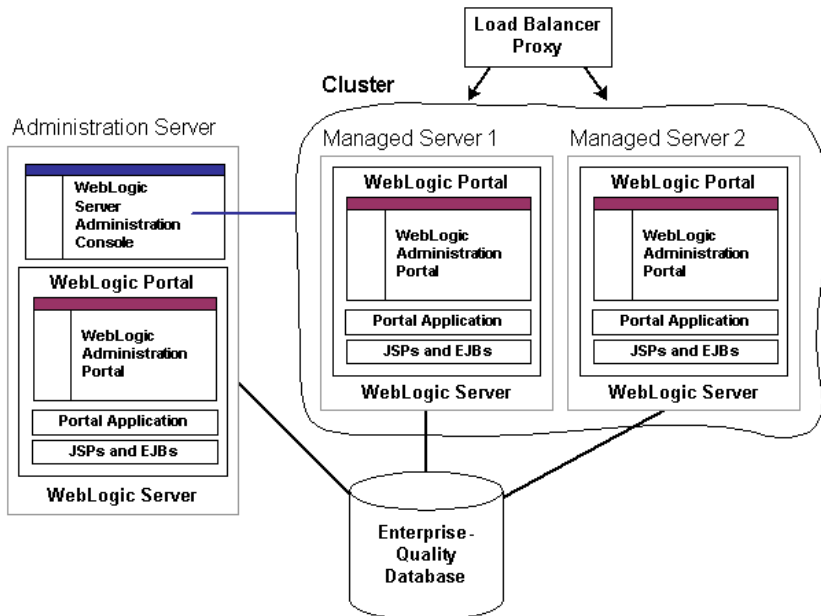 Load Balancer
Proxy
Cluster
Administration Server
Managed Server 1
Managed Server 2
WebLogic
Server
Administration
Console
WebLogic Portal
WebLogic
Administration
Portal
Portal Application
JSPs and EJBs
WebLogic Server
WebLogic Portal
WebLogic
Administration
Portal
Portal Application
JSPs and EJBs
WebLogic Server
WebLogic Portal
WebLogic
Administration
Portal
Portal Application
JSPs and EJBs
WebLogic Server
Enterprise-
Quality
Database